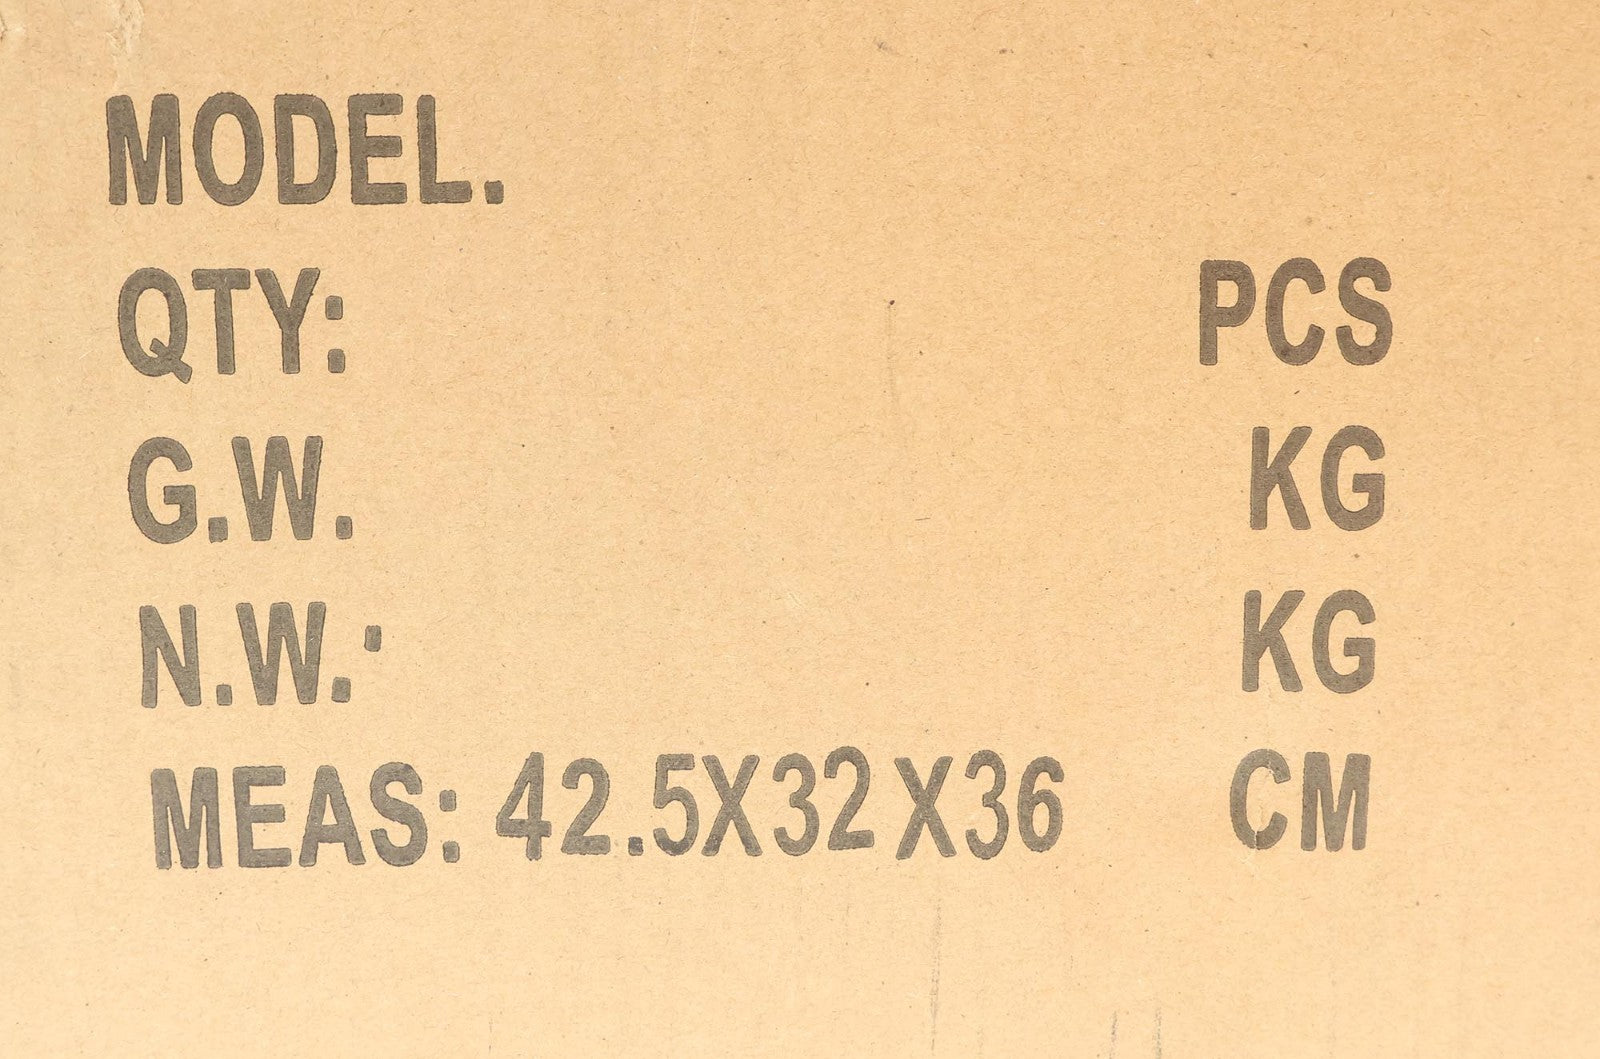 MODEL.
QTY: PCS
G.W. KG
N.W.: KG
MEAS: 42.5X32X36 CM